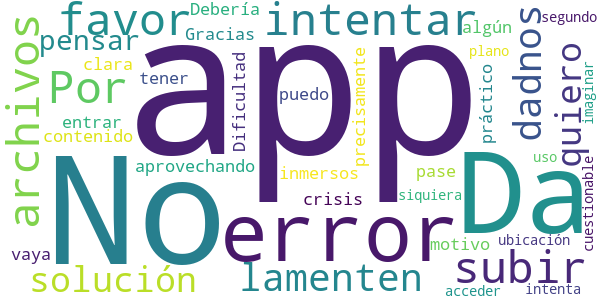 favor
intentar
Debería
Gracias
algún
segundo
pensar
clara
tener
app
plano
archivos
Por
Dificultad
puedo
precisamente
práctico
dadnos
quiero
imaginar
entrar
contenido
aprovechando
inmersos
pase
uso
No
error
Da
crisis
siquiera
cuestionable
vaya
motivo
ubicación
solución
lamenten
subir
acceder
intenta